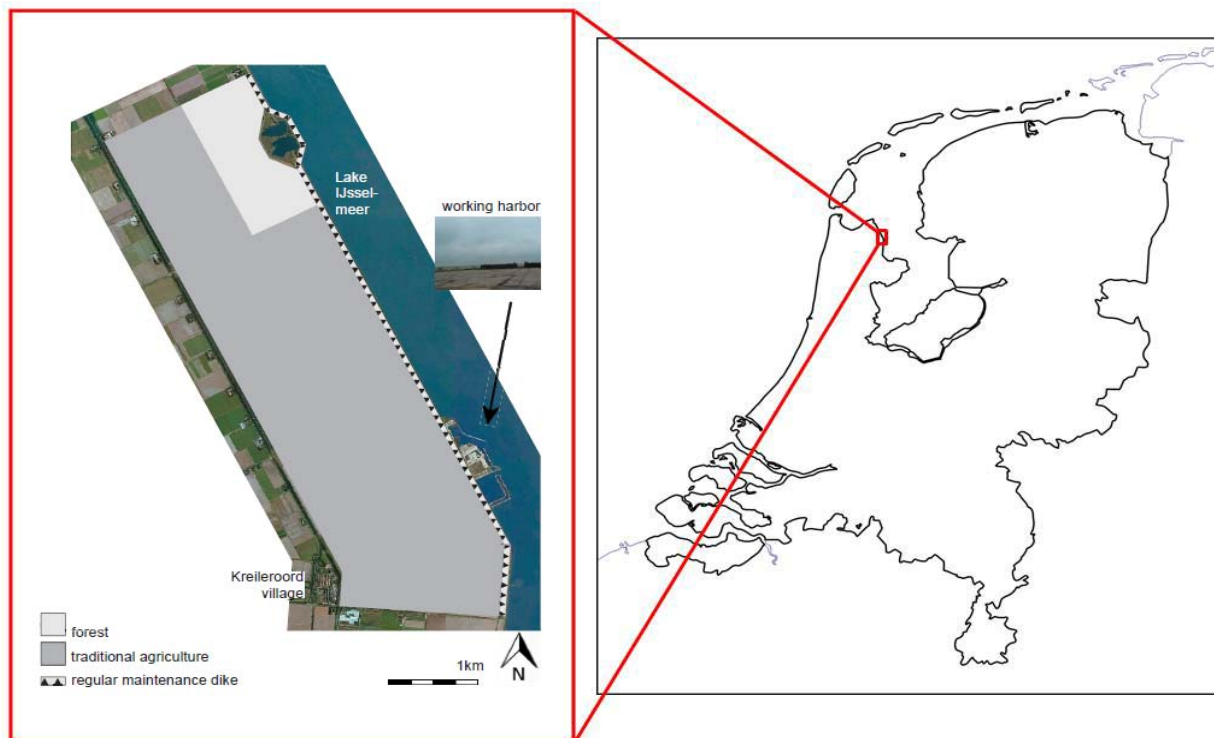 Lake
IJssel-
meer
working harbor
Kreileroord
village
forest
traditional agriculture
regular maintenance dike
1km
N